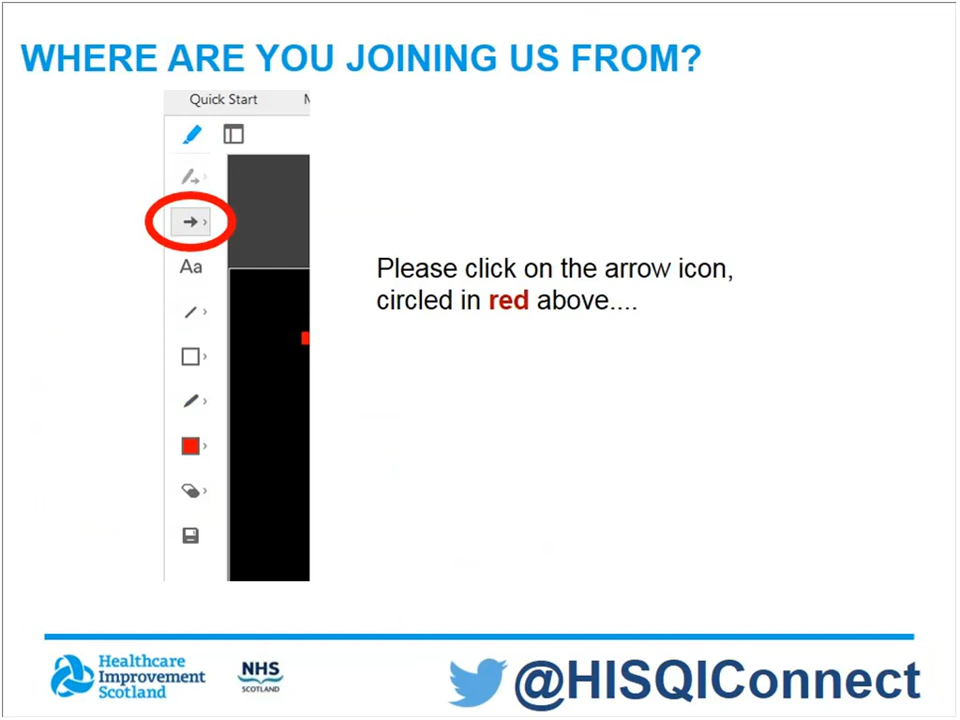 WHERE ARE YOU JOINING US FROM?
Quick Start
Aa
Please click on the arrow icon,
circled in red above....
Healthcare
Improvement
Scotland
NHS
SCOTLAND
@HISQIConnect